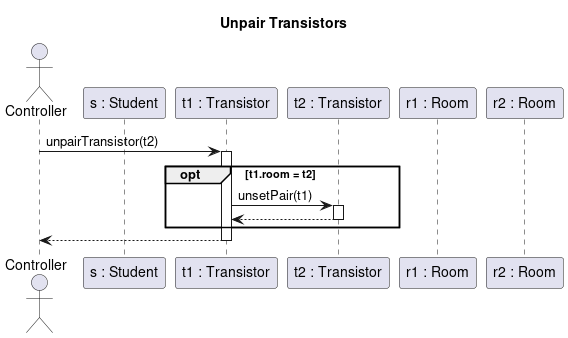 Unpair Transistors
Controller
s : Student
t1 : Transistor
t2 : Transistor
r1 : Room
r2 : Room
unpairTransistor(t2)
opt
[t1.room = t2]
unsetPair(t1)
Controller
s : Student
t1 : Transistor
t2 : Transistor
r1 : Room
r2 : Room